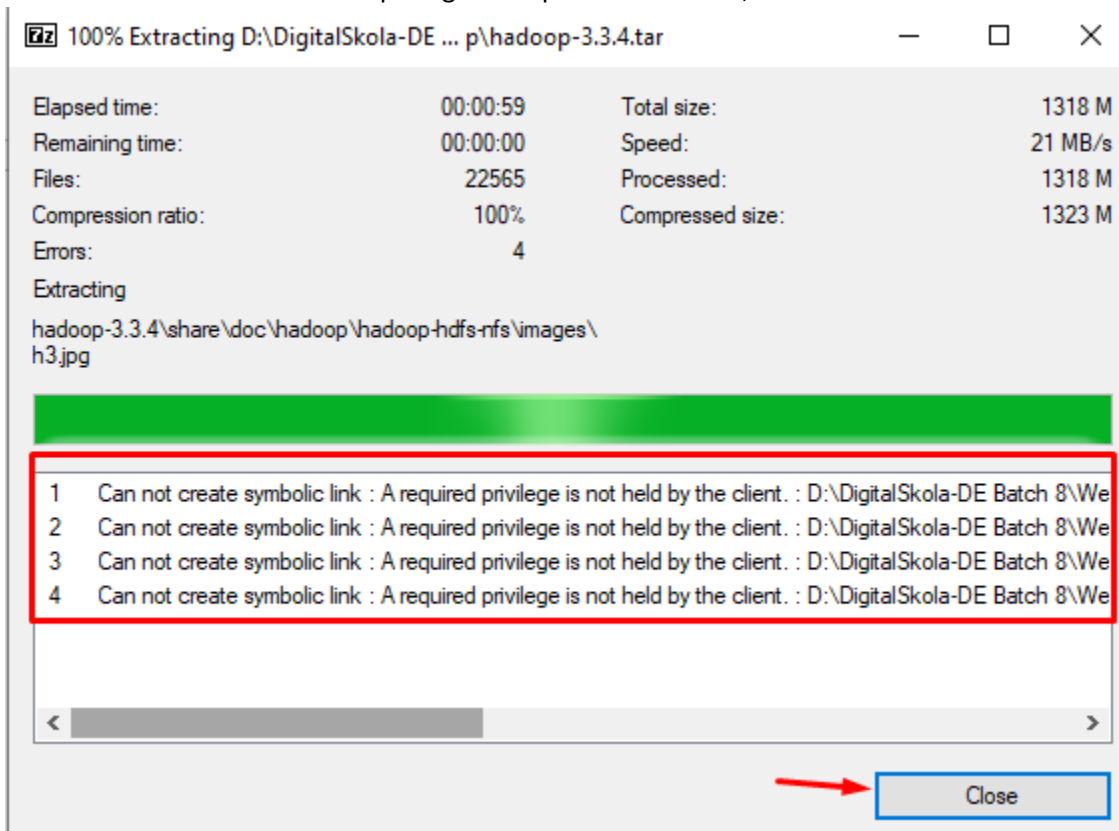 100% Extracting D:\DigitalSkola-DE ... p\hadoop-3.3.4.tar
Elapsed time: 00:00:59 Total size: 1318 M
Remaining time: 00:00:00 Speed: 21 MB/s
Files: 22565 Processed: 1318 M
Compression ratio: 100% Compressed size: 1323 M
Errors: 4
Extracting
hadoop-3.3.4\share\doc\hadoop\hadoop-hdfs-nfs\images\
h3.jpg
1 Can not create symbolic link : A required privilege is not held by the client. : D:\DigitalSkola-DE Batch 8\We
2 Can not create symbolic link : A required privilege is not held by the client. : D:\DigitalSkola-DE Batch 8\We
3 Can not create symbolic link : A required privilege is not held by the client. : D:\DigitalSkola-DE Batch 8\We
4 Can not create symbolic link : A required privilege is not held by the client. : D:\DigitalSkola-DE Batch 8\We
Close